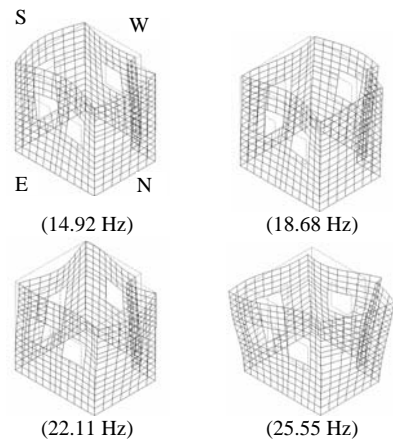 S
W
E
N
(14.92 Hz)
(18.68 Hz)
(22.11 Hz)
(25.55 Hz)